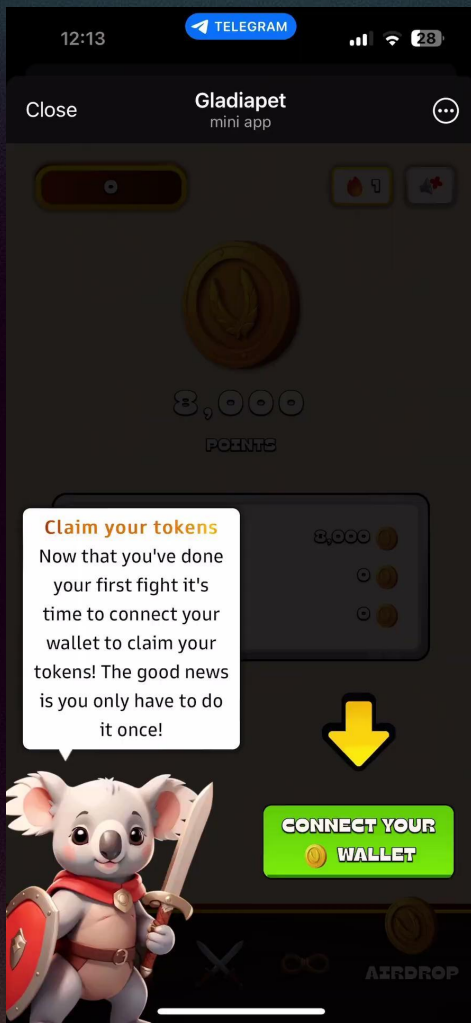 12:13
TELEGRAM
28
Close
Gladiapet
mini app
0
1
8,000
POINTS
Claim your tokens
Now that you've done
your first fight it's
time to connect your
wallet to claim your
tokens! The good news
is you only have to do
it once!
8,000
0
0
CONNECT YOUR
WALLET
AIRDROP